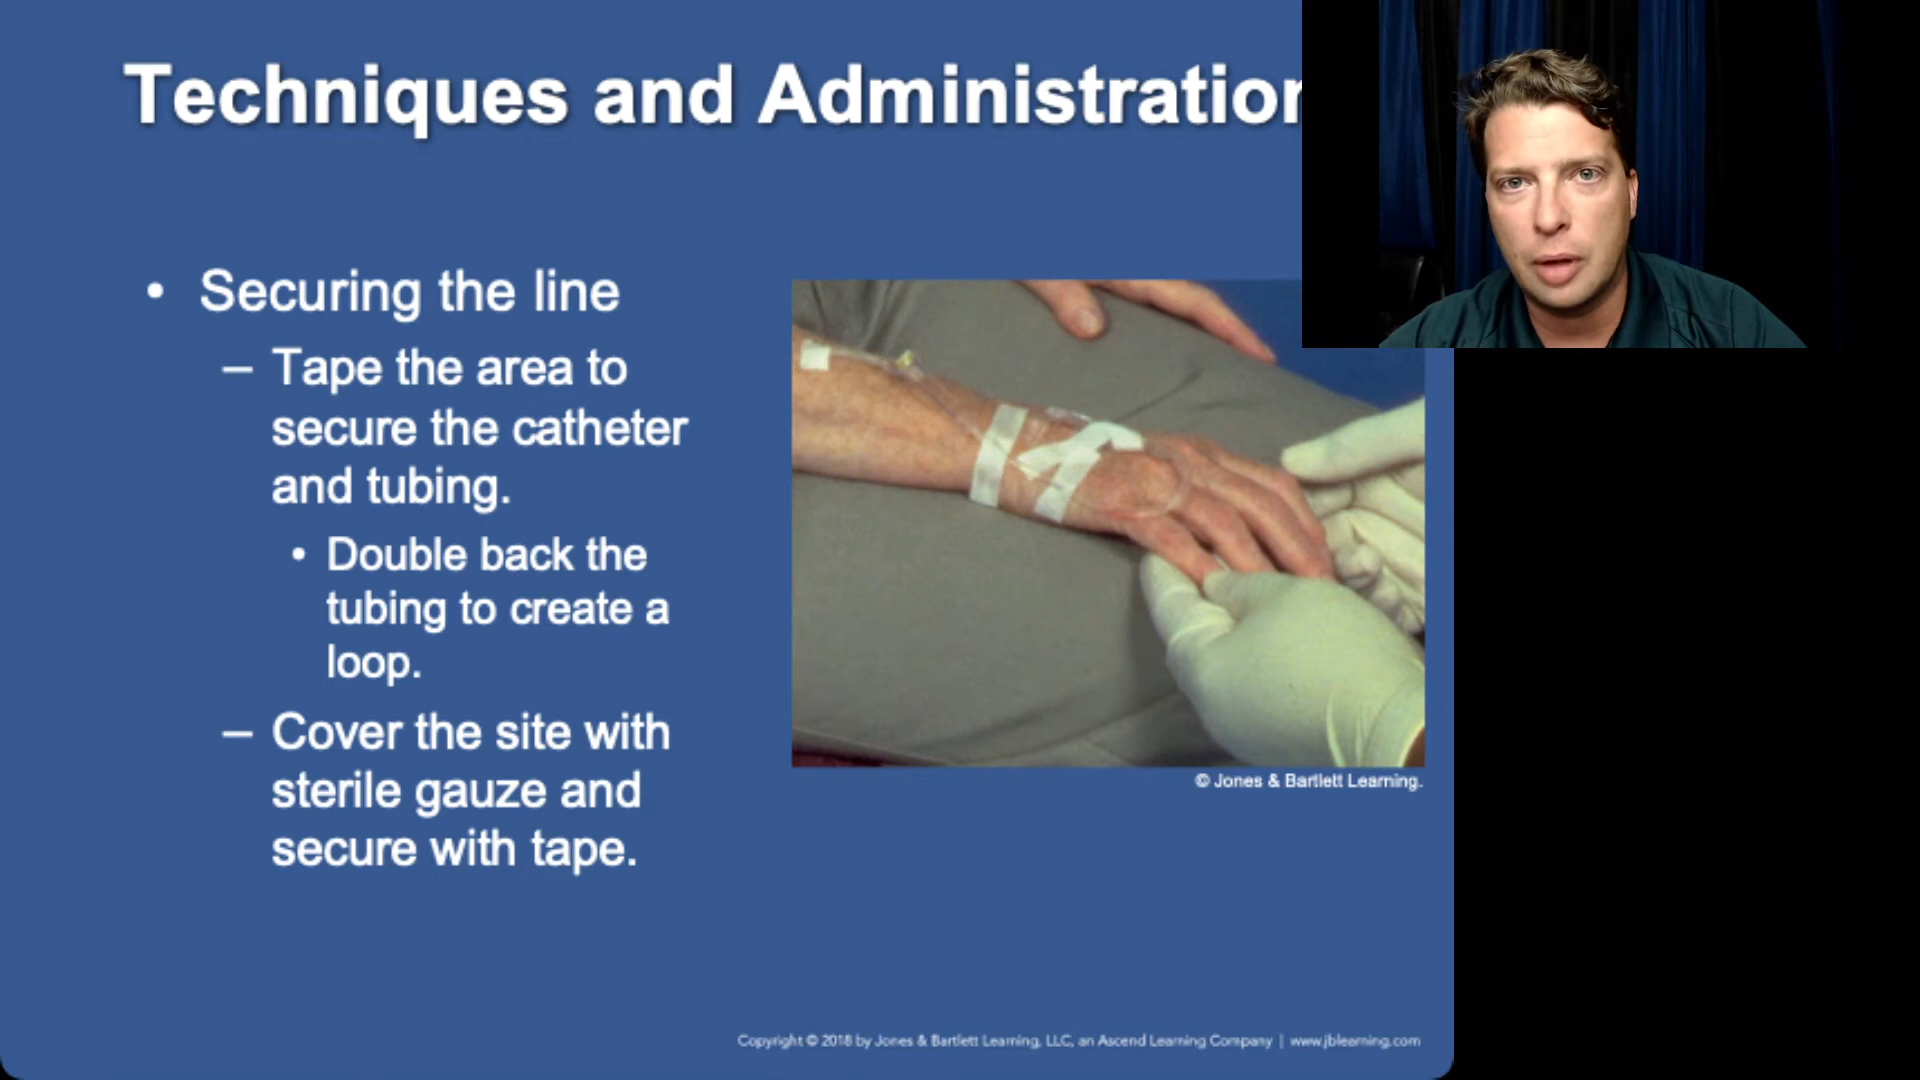 Techniques and Administration
• Securing the line
– Tape the area to
secure the catheter
and tubing.
• Double back the
tubing to create a
loop.
– Cover the site with
sterile gauze and
secure with tape.
© Jones & Bartlett Learning.
Copyright © 2018 by Jones & Bartlett Learning, LLC, an Ascend Learning Company | www.jblearning.com